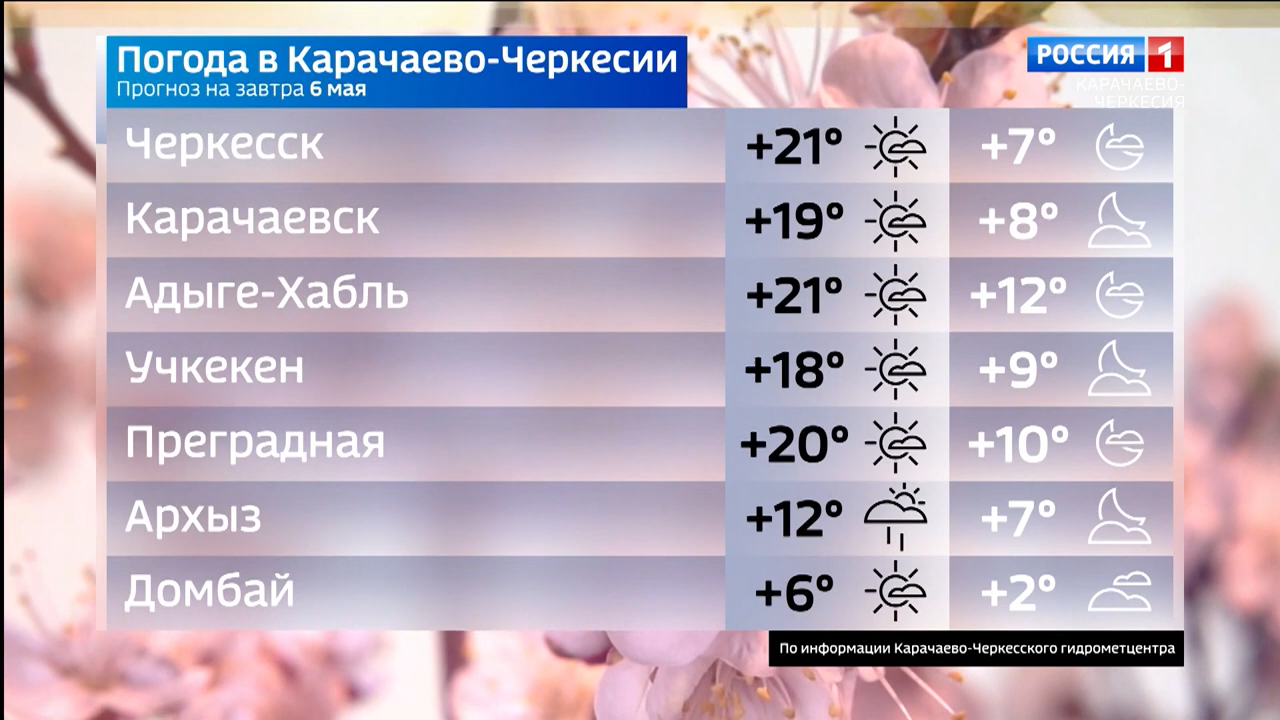 Погода в Карачаево-Черкесии
Прогноз на завтра 6 мая
РОССИЯ 1
КАРАЧАЕВО-
ЧЕРКЕСИЯ
Черкесск +21° +7°
Карачаевск +19° +8°
Адыге-Хабль +21° +12°
Учкекен +18° +9°
Преградная +20° +10°
Архыз +12° +7°
Домбай +6° +2°
По информации Карачаево-Черкесского гидрометцентра